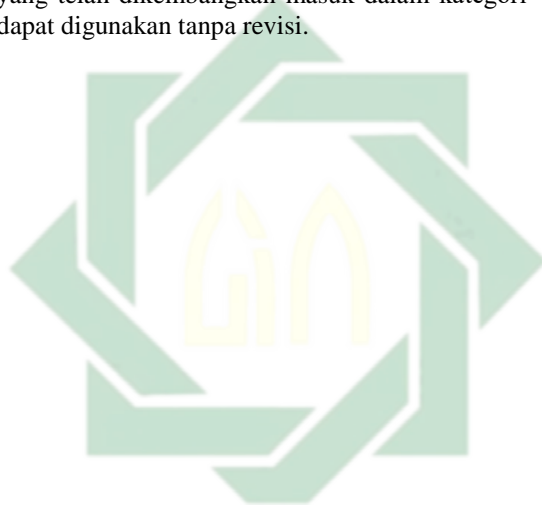 yang telah dikembangkan masuk dalam kategori
dapat digunakan tanpa revisi.